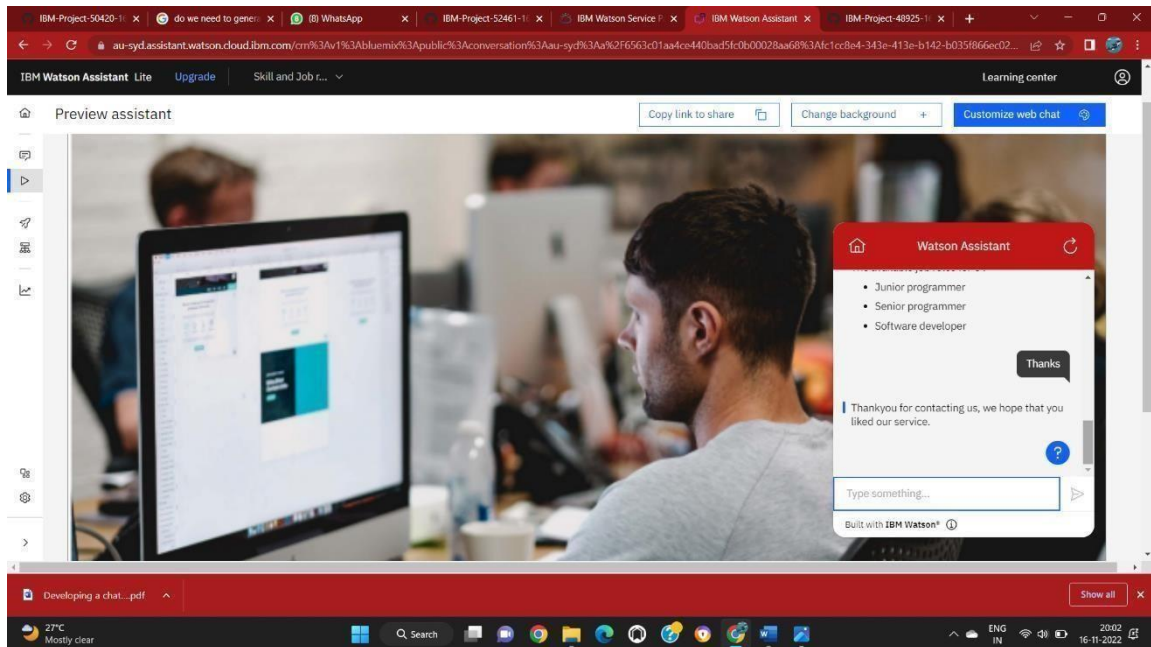 IBM-Project-50420-1
do we need to gener
(8) WhatsApp
IBM-Project-52461-1
IBM Watson Service P
IBM Watson Assistant
IBM-Project-48925-1
au-syd.assistant.watson.cloud.ibm.com/crn%3Av1%3Abluemix%3Apublic%3Aconversation%3Aau-syd%3Aa%2F6563c01aa4ce440bad5fc0b00028aa68%3Afc1cc8e4-343e-413e-b142-b035f866ec02...
IBM Watson Assistant Lite Upgrade Skill and Job r...
Learning center
Preview assistant
Copy link to share
Change background +
Customize web chat
Watson Assistant
• Junior programmer
• Senior programmer
• Software developer
Thanks
Thankyou for contacting us, we hope that you
liked our service.
?
Type something...
Built with IBM Watson®
Developing a chat....pdf
Show all
27°C
Mostly clear
Search
ENG
IN
20:02
16-11-2022